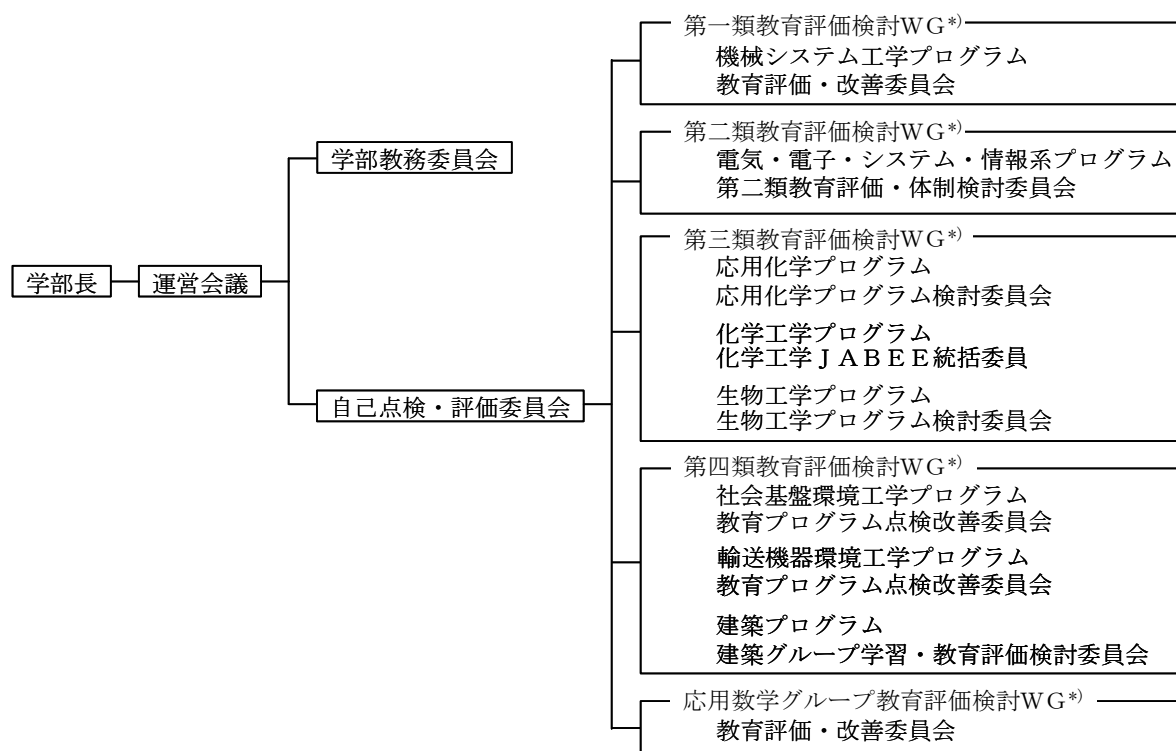 学部長
運営会議
学部教務委員会
自己点検・評価委員会
第一類教育評価検討WG*)
機械システム工学プログラム
教育評価・改善委員会
第二類教育評価検討WG*)
電気・電子・システム・情報系プログラム
第二類教育評価・体制検討委員会
第三類教育評価検討WG*)
応用化学プログラム
応用化学プログラム検討委員会
化学工学プログラム
化学工学JABEE統括委員
生物工学プログラム
生物工学プログラム検討委員会
第四類教育評価検討WG*)
社会基盤環境工学プログラム
教育プログラム点検改善委員会
輸送機器環境工学プログラム
教育プログラム点検改善委員会
建築プログラム
建築グループ学習・教育評価検討委員会
応用数学グループ教育評価検討WG*)
教育評価・改善委員会